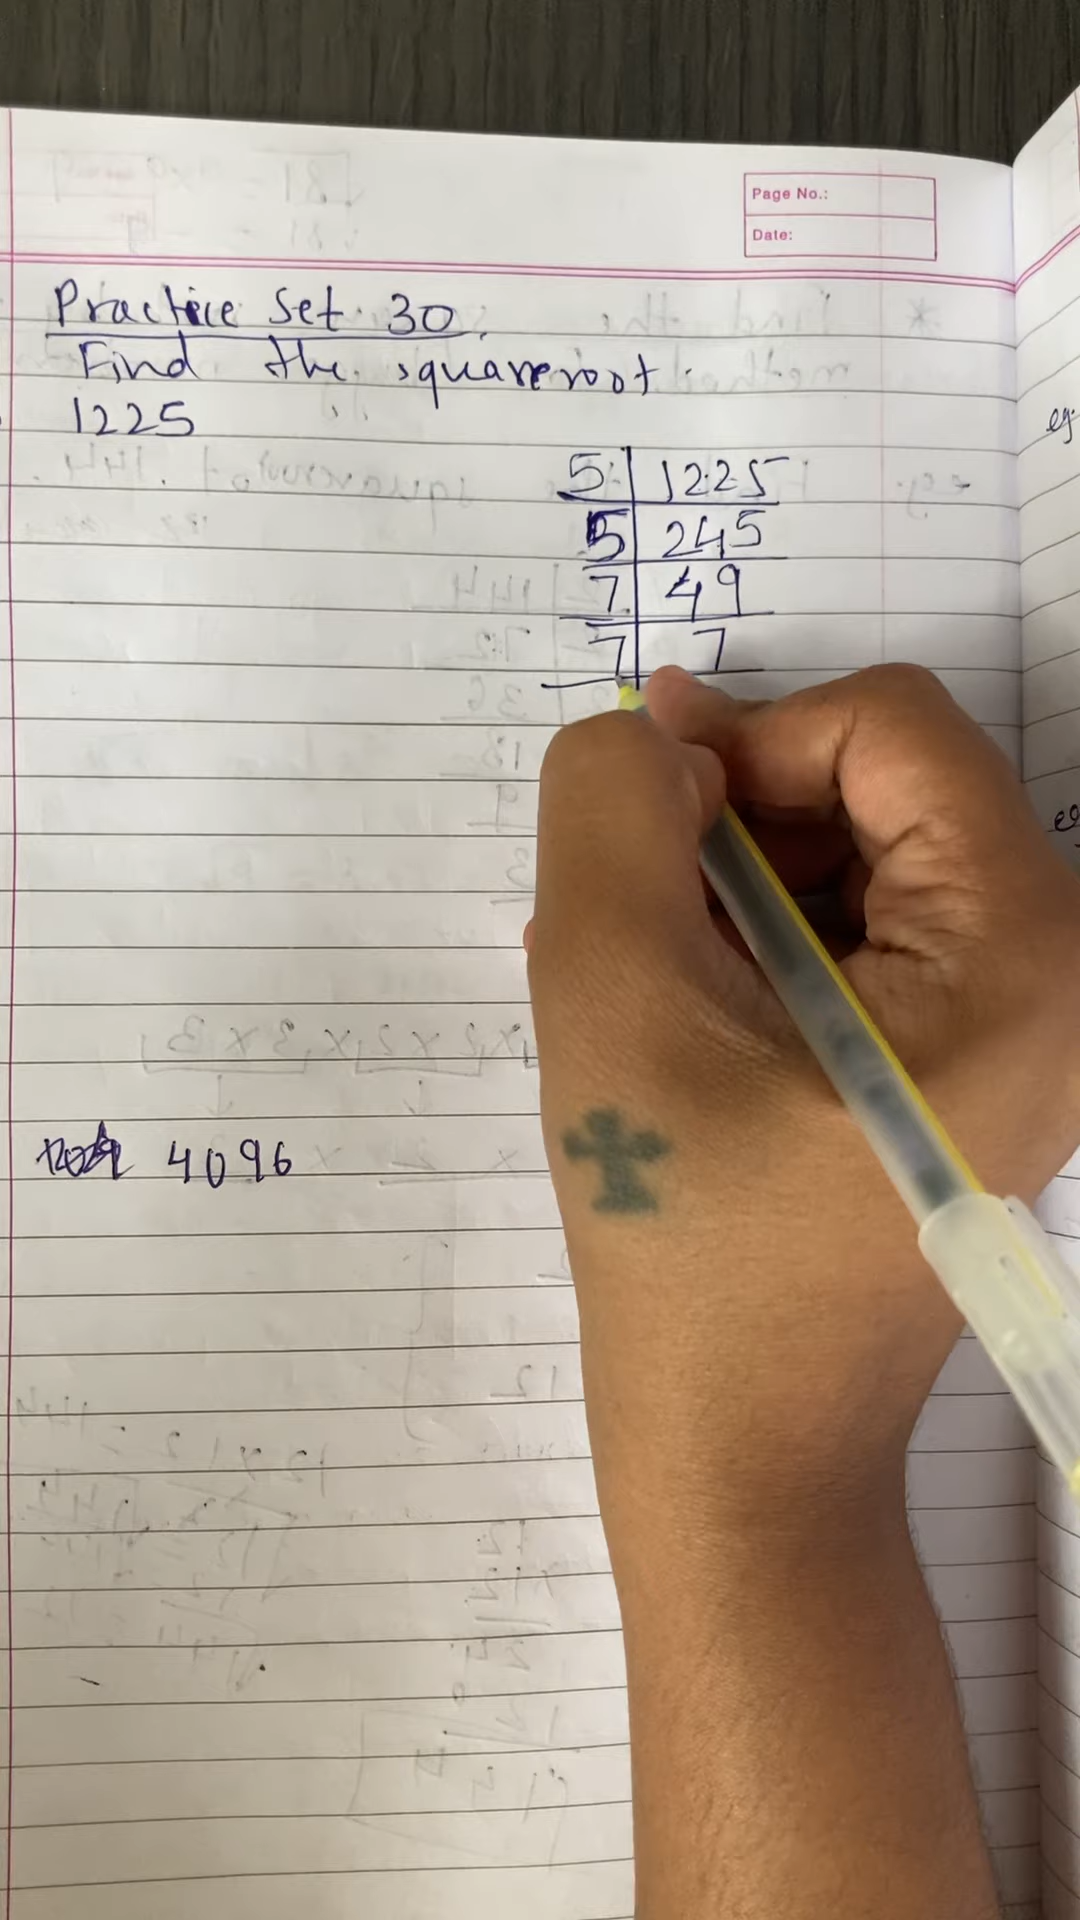 Page No.:
Date:
Practice Set 30
Find the squareroot.
1225
5 1225
5 245
7 49
7 7
4096
eg.